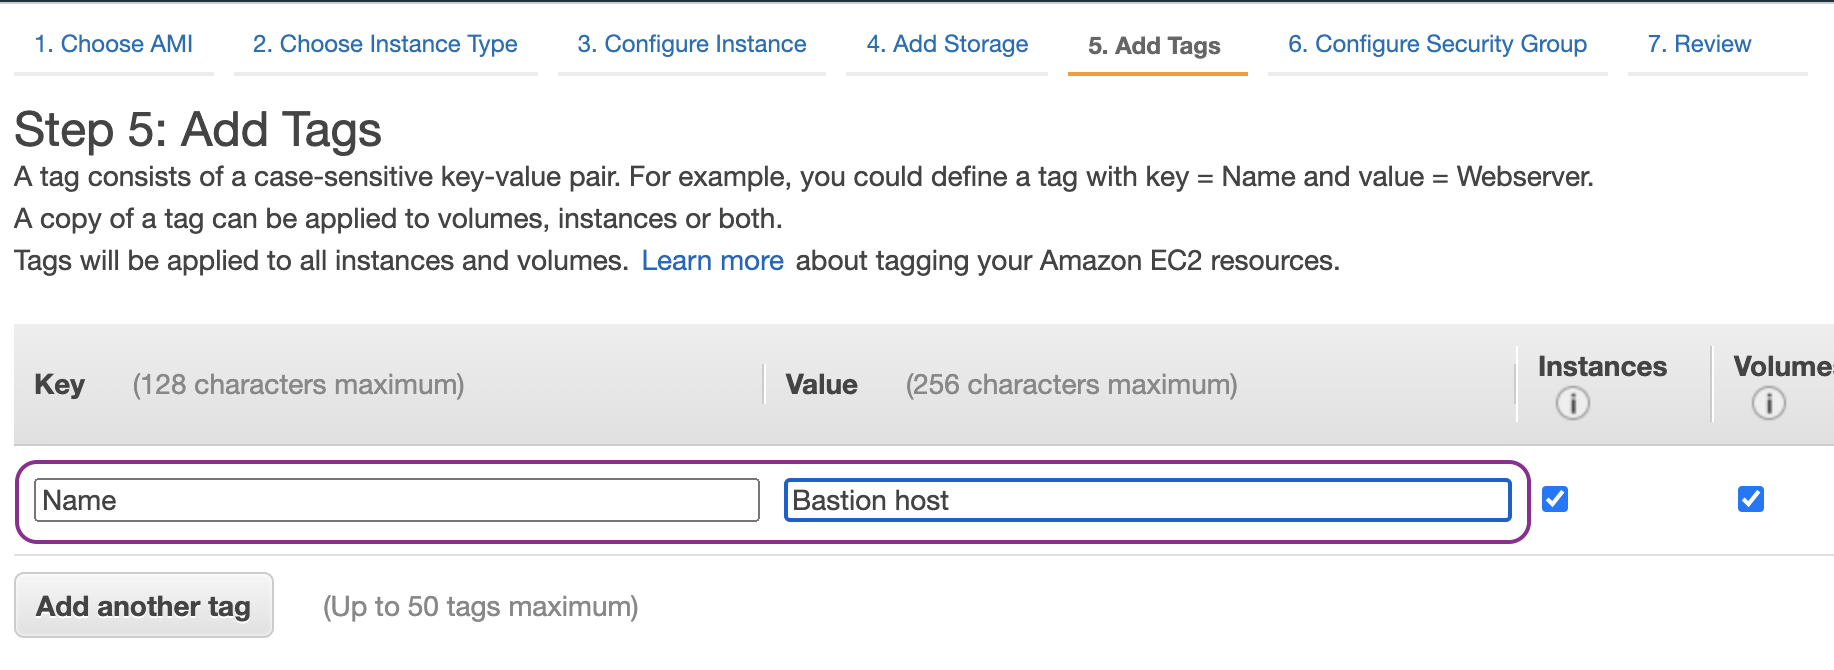 1. Choose AMI 2. Choose Instance Type 3. Configure Instance 4. Add Storage 5. Add Tags 6. Configure Security Group 7. Review
Step 5: Add Tags
A tag consists of a case-sensitive key-value pair. For example, you could define a tag with key = Name and value = Webserver.
A copy of a tag can be applied to volumes, instances or both.
Tags will be applied to all instances and volumes. Learn more about tagging your Amazon EC2 resources.
Key (128 characters maximum) Value (256 characters maximum) Instances Volumes
Name Bastion host
Add another tag (Up to 50 tags maximum)